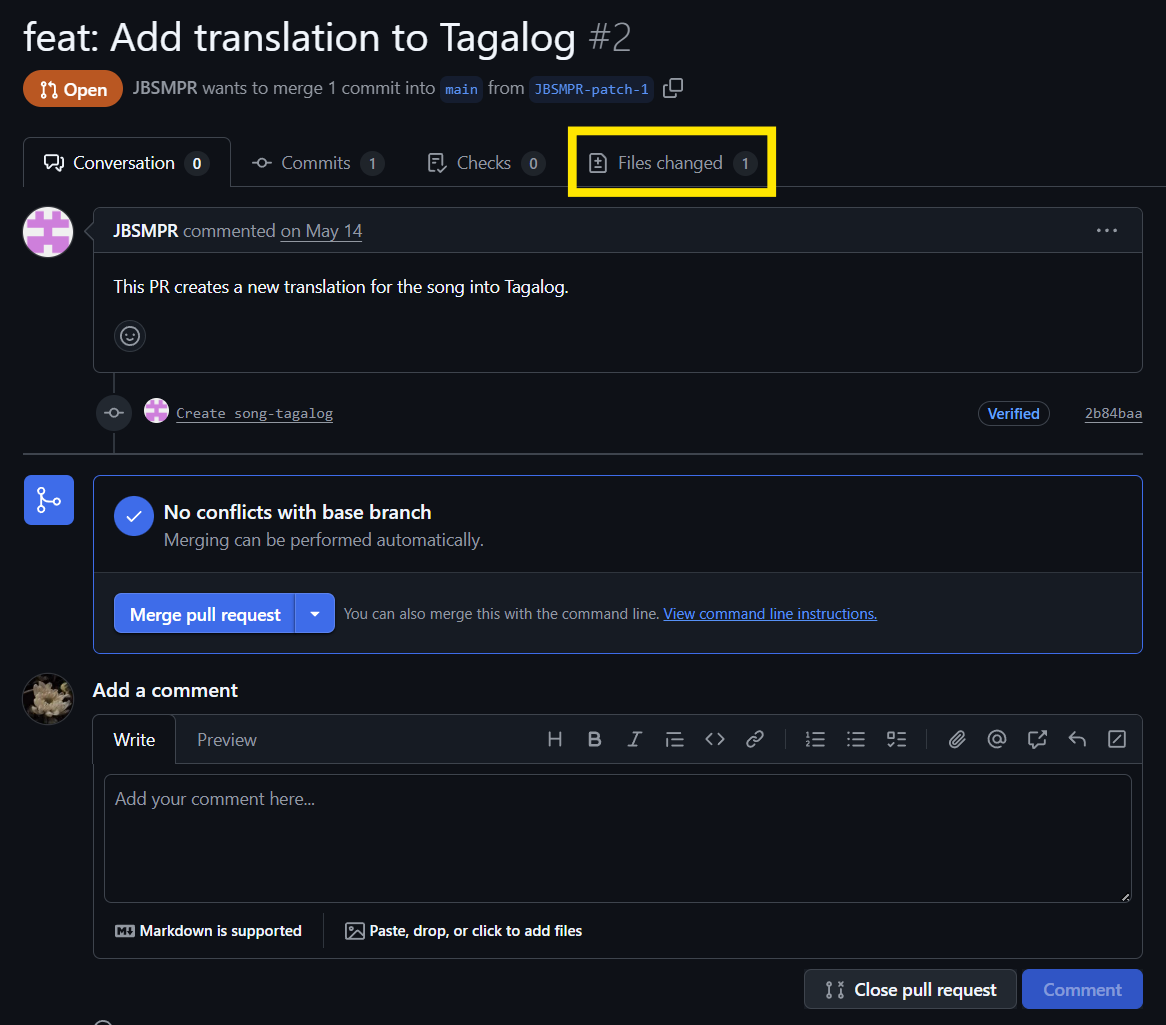 feat: Add translation to Tagalog #2
Open JBSMPR wants to merge 1 commit into main from JBSMPR-patch-1
Conversation 0 Commits 1 Checks 0 Files changed 1
JBSMPR commented on May 14
This PR creates a new translation for the song into Tagalog.
Create song-tagalog Verified 2b84baa
No conflicts with base branch
Merging can be performed automatically.
Merge pull request You can also merge this with the command line. View command line instructions.
Add a comment
Write Preview
Add your comment here...
Markdown is supported Paste, drop, or click to add files
Close pull request Comment